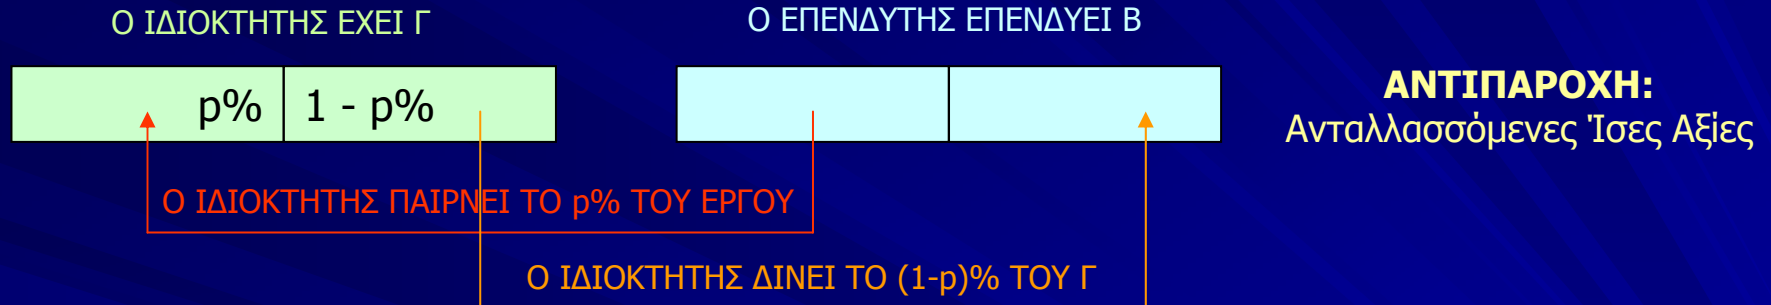 Ο ΙΔΙΟΚΤΗΤΗΣ ΕΧΕΙ Γ
Ο ΕΠΕΝΔΥΤΗΣ ΕΠΕΝΔΥΕΙ Β
p%
1 - p%
ΑΝΤΙΠΑΡΟΧΗ:
Ανταλλασσόμενες Ίσες Αξίες
Ο ΙΔΙΟΚΤΗΤΗΣ ΠΑΙΡΝΕΙ ΤΟ p% ΤΟΥ ΕΡΓΟΥ
Ο ΙΔΙΟΚΤΗΤΗΣ ΔΙΝΕΙ ΤΟ (1-p)% ΤΟΥ Γ